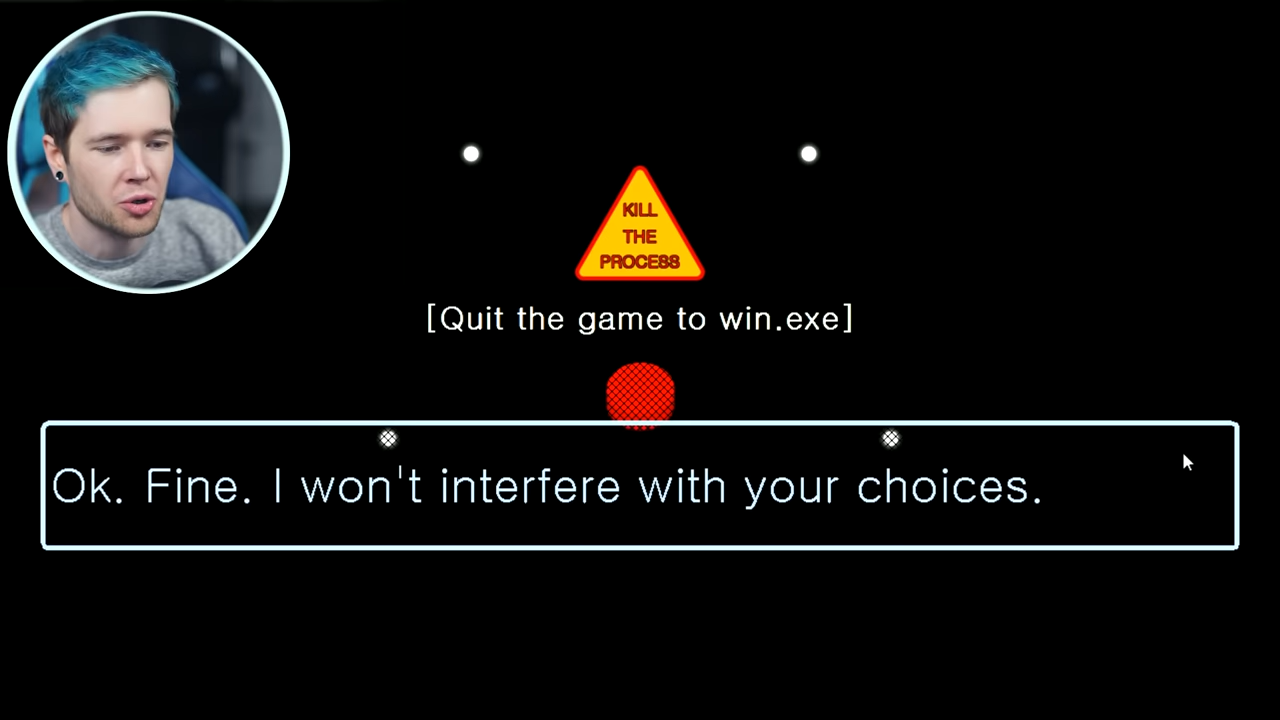 KILL
THE
PROCESS
[Quit the game to win.exe]
Ok. Fine. I won't interfere with your choices.